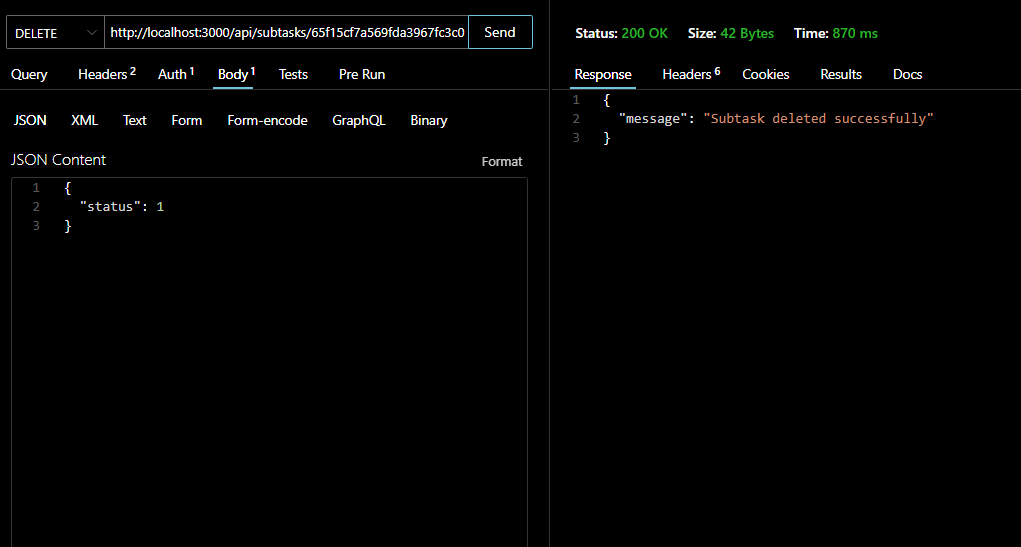 DELETE http://localhost:3000/api/subtasks/65f15cf7a569fda3967fc3c0 Send
Query Headers 2 Auth 1 Body 1 Tests Pre Run
JSON XML Text Form Form-encode GraphQL Binary
JSON Content Format
1 {
2 "status": 1
3 }
Status: 200 OK Size: 42 Bytes Time: 870 ms
Response Headers 6 Cookies Results Docs
1 {
2 "message": "Subtask deleted successfully"
3 }